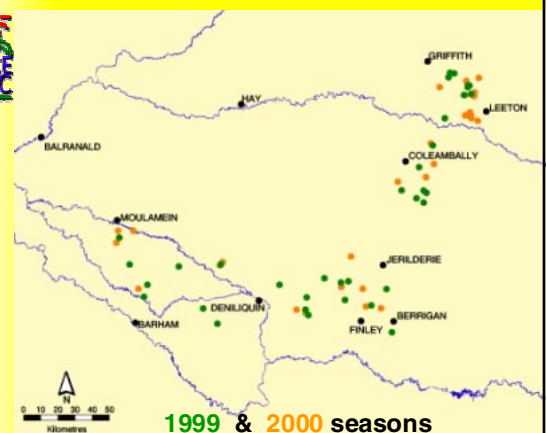 GRIFFITH
HAY
LEETON
BALRANALD
COLEAMBALLY
MOULAMEIN
JERILDERIE
DENILIQUIN
BARHAM
FINLEY
BERRIGAN
N
0 10 20 30 40 50
Kilometres
1999 & 2000 seasons